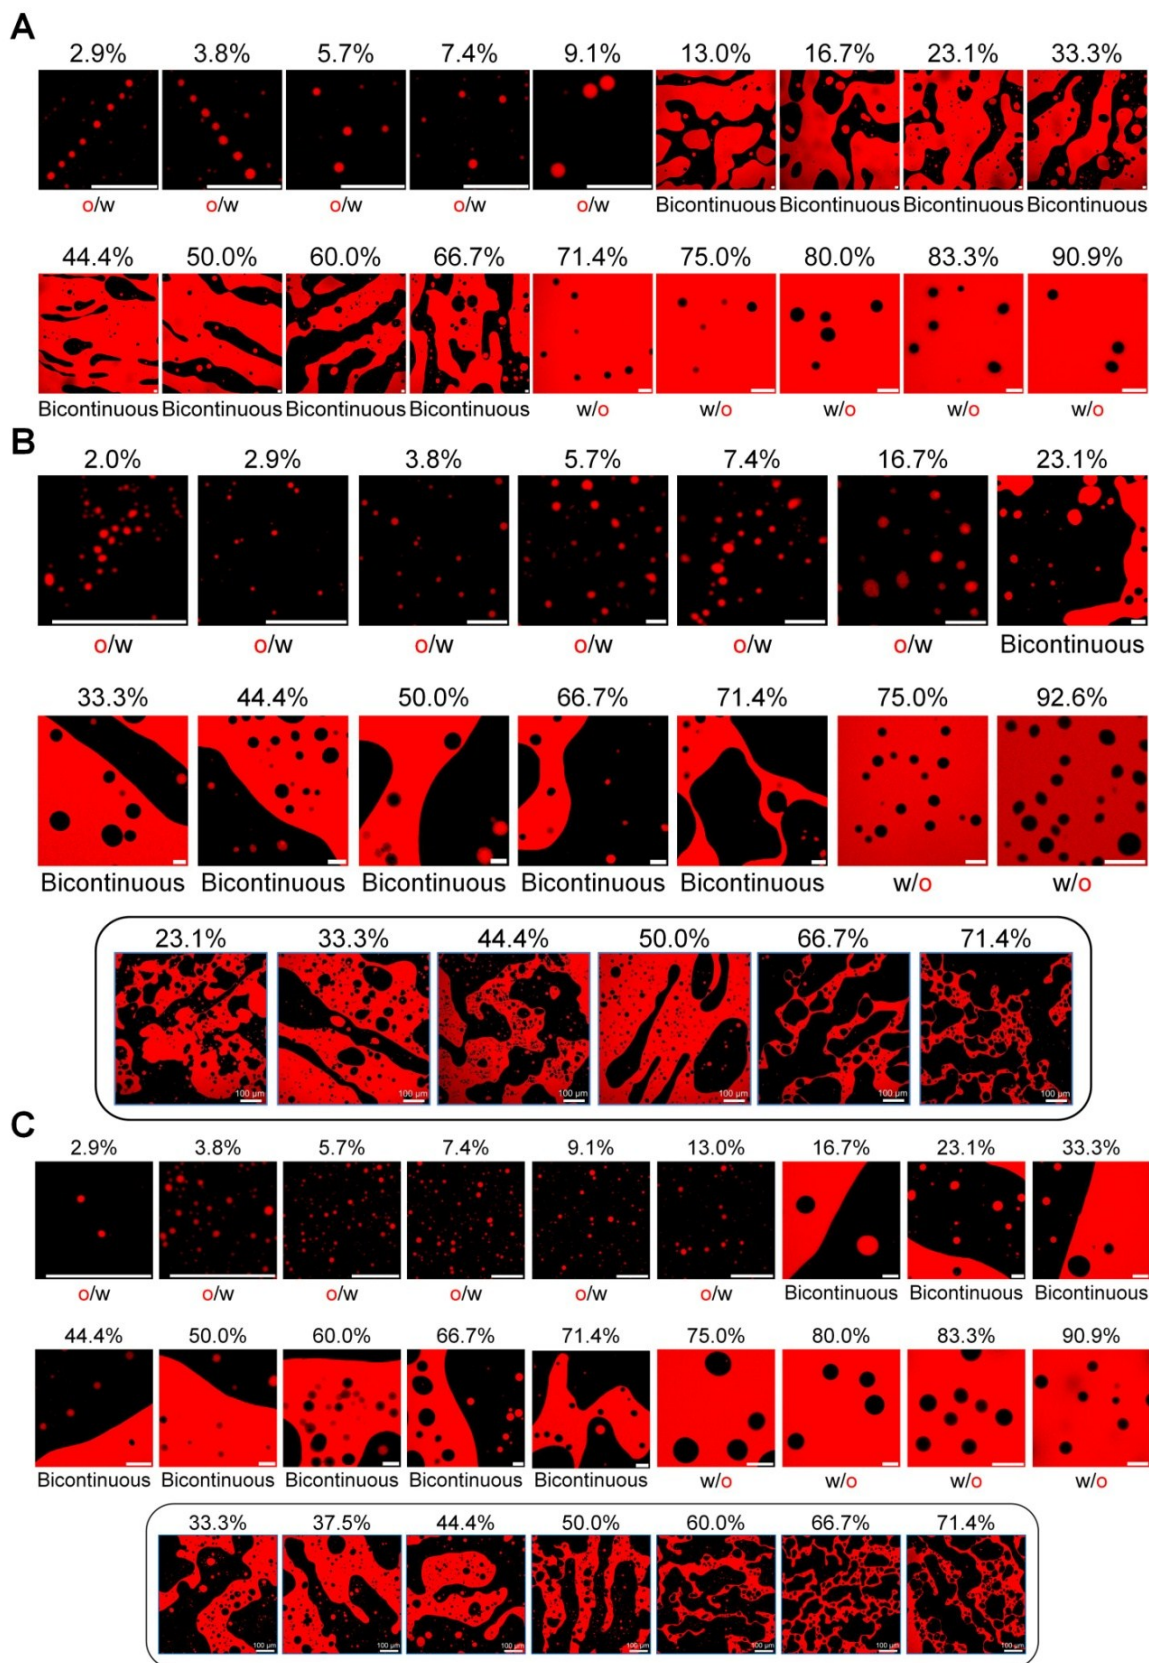 A
2.9% 3.8% 5.7% 7.4% 9.1% 13.0% 16.7% 23.1% 33.3%
o/w o/w o/w o/w o/w Bicontinuous Bicontinuous Bicontinuous Bicontinuous
44.4% 50.0% 60.0% 66.7% 71.4% 75.0% 80.0% 83.3% 90.9%
Bicontinuous Bicontinuous Bicontinuous Bicontinuous w/o w/o w/o w/o w/o
B
2.0% 2.9% 3.8% 5.7% 7.4% 16.7% 23.1%
o/w o/w o/w o/w o/w o/w Bicontinuous
33.3% 44.4% 50.0% 66.7% 71.4% 75.0% 92.6%
Bicontinuous Bicontinuous Bicontinuous Bicontinuous Bicontinuous w/o w/o
23.1% 33.3% 44.4% 50.0% 66.7% 71.4%
100 µm 100 µm 100 µm 100 µm 100 µm 100 µm
C
2.9% 3.8% 5.7% 7.4% 9.1% 13.0% 16.7% 23.1% 33.3%
o/w o/w o/w o/w o/w o/w Bicontinuous Bicontinuous Bicontinuous
44.4% 50.0% 60.0% 66.7% 71.4% 75.0% 80.0% 83.3% 90.9%
Bicontinuous Bicontinuous Bicontinuous Bicontinuous Bicontinuous w/o w/o w/o w/o
33.3% 37.5% 44.4% 50.0% 60.0% 66.7% 71.4%
100 µm 100 µm 100 µm 100 µm 100 µm 100 µm 100 µm